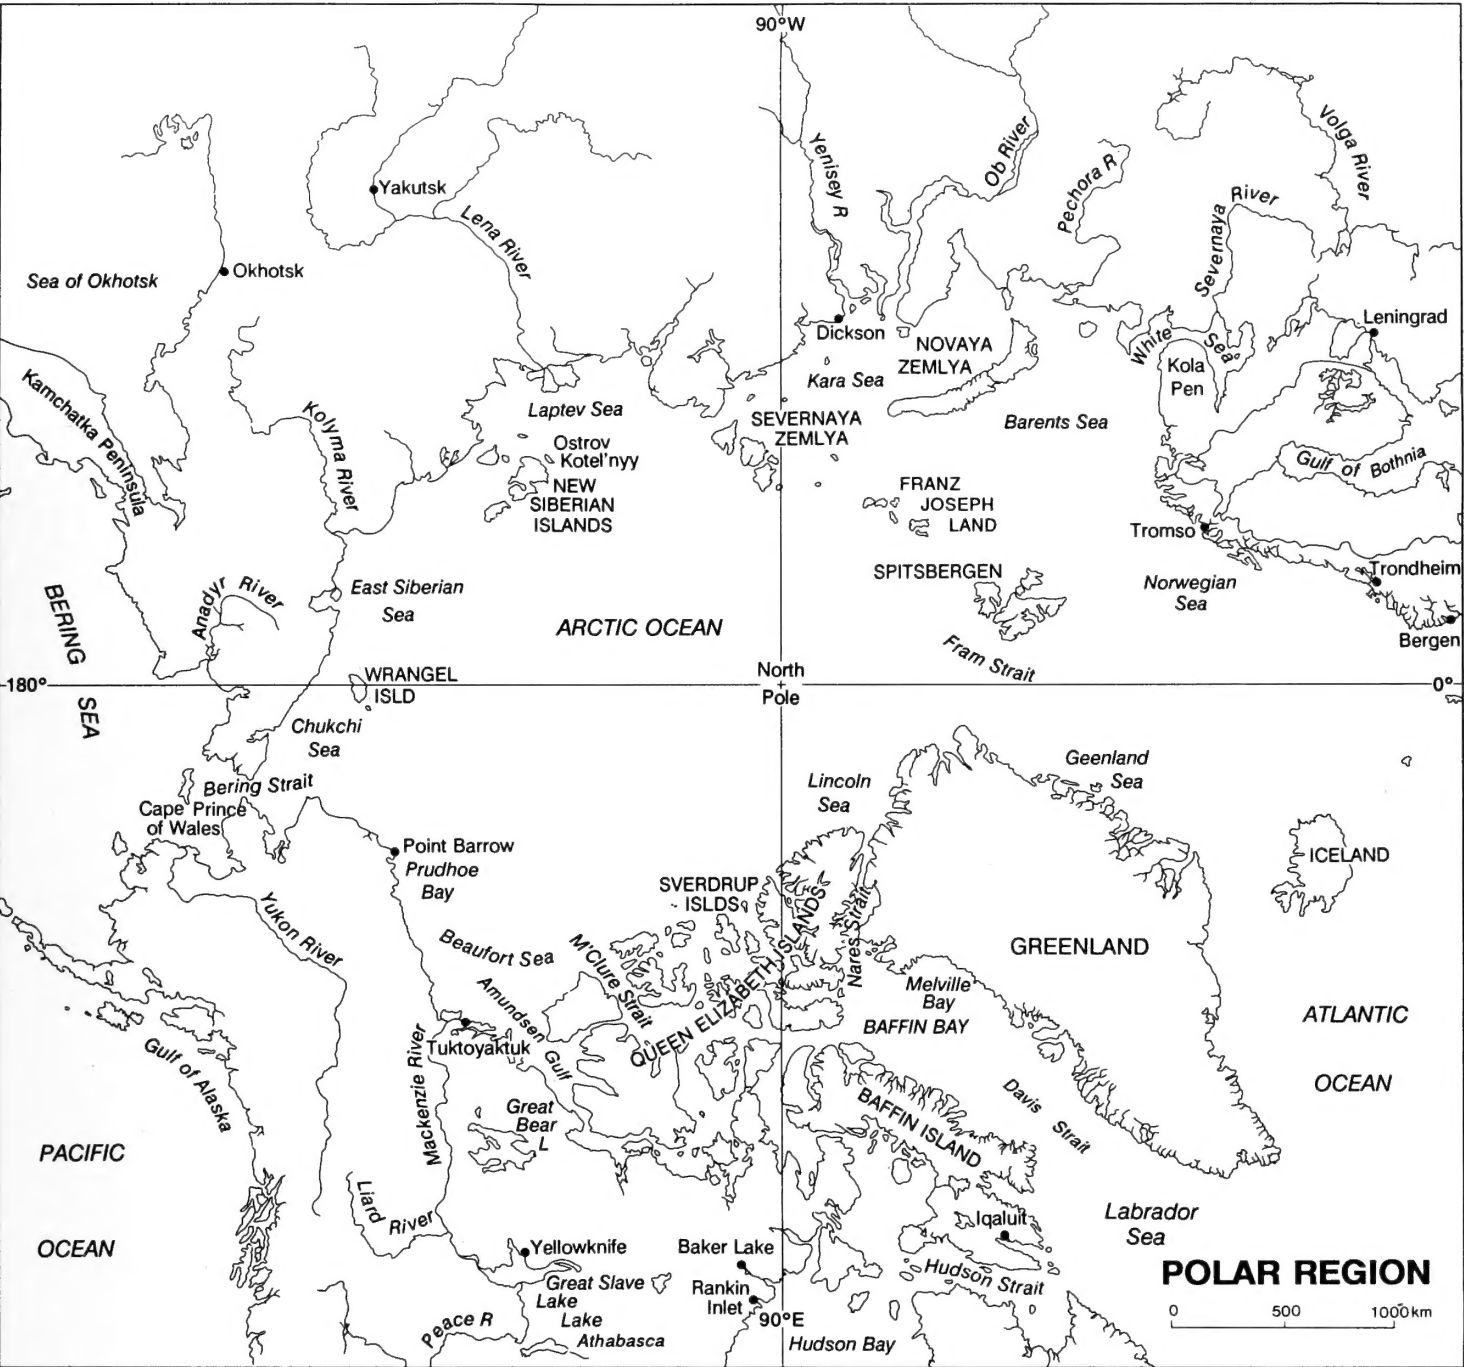 90°W
Yenisey R
Ob River
Pechora R
Volga River
Severnaya River
Yakutsk
Lena River
Sea of Okhotsk
Okhotsk
Dickson
NOVAYA
ZEMLYA
Kara Sea
White Sea
Kola
Pen
Leningrad
Kamchatka Peninsula
Kolyma River
Laptev Sea
Ostrov
Kotel'nyy
NEW
SIBERIAN
ISLANDS
SEVERNAYA
ZEMLYA
Barents Sea
Gulf of Bothnia
FRANZ
JOSEPH
LAND
Tromso
Trondheim
Bergen
Norwegian
Sea
SPITSBERGEN
Fram Strait
BERING
SEA
Anadyr River
East Siberian
Sea
ARCTIC OCEAN
180°
WRANGEL
ISLD
North
Pole
0°
Chukchi
Sea
Bering Strait
Cape Prince
of Wales
Point Barrow
Prudhoe
Bay
Lincoln
Sea
Geenland
Sea
ICELAND
SVERDRUP
ISLDS
Yukon River
Beaufort Sea
M'Clure Strait
QUEEN ELIZABETH ISLANDS
Nares Strait
GREENLAND
Melville
Bay
BAFFIN BAY
Amundsen Gulf
Tuktoyaktuk
Mackenzie River
Gulf of Alaska
ATLANTIC
OCEAN
Great
Bear
L
BAFFIN ISLAND
Davis Strait
PACIFIC
OCEAN
Liard River
Yellowknife
Great Slave
Lake
Lake
Athabasca
Peace R
Baker Lake
Rankin
Inlet
90°E
Hudson Bay
Iqaluit
Hudson Strait
Labrador
Sea
POLAR REGION
0 500 1000km